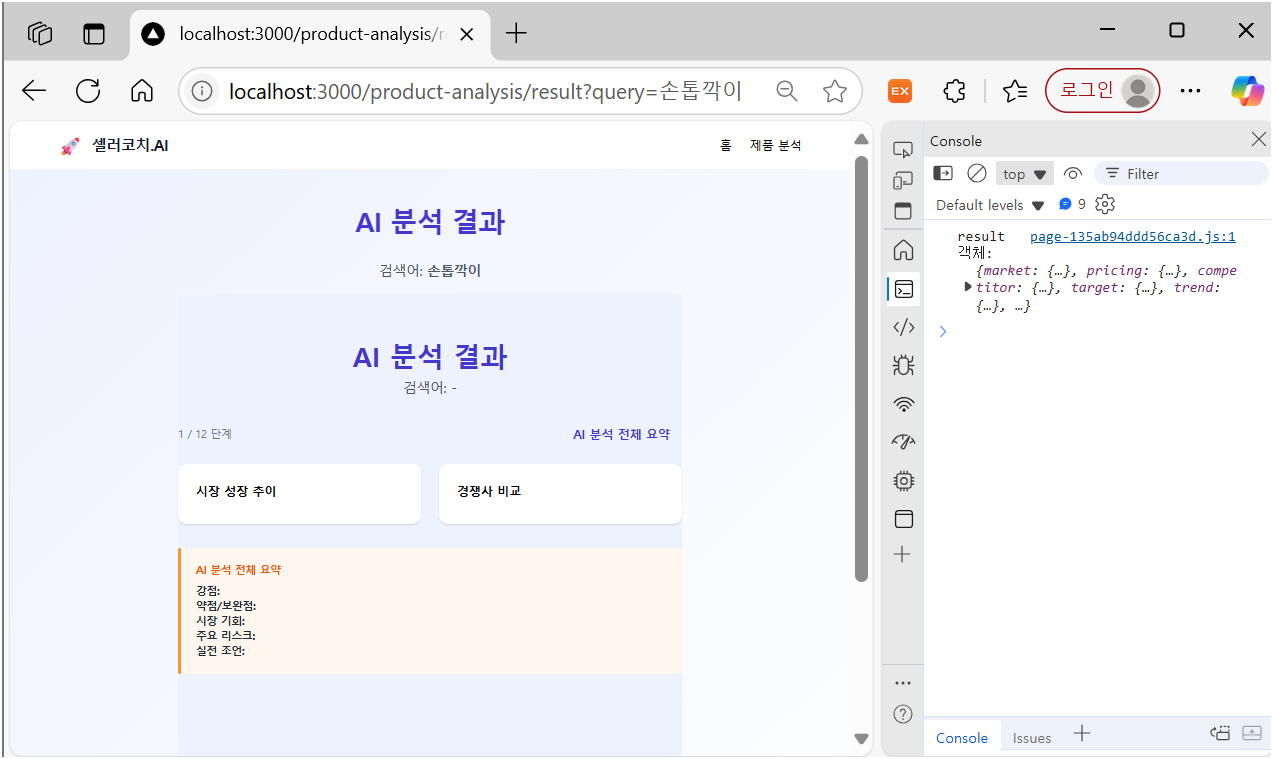 localhost:3000/product-analysis/r
localhost:3000/product-analysis/result?query=손톱깍이
EX
로그인
🚀 셀러코치.AI
홈
제품 분석
AI 분석 결과
검색어: 손톱깍이
AI 분석 결과
검색어: -
1 / 12 단계
AI 분석 전체 요약
시장 성장 추이
경쟁사 비교
AI 분석 전체 요약
강점:
약점/보완점:
시장 기회:
주요 리스크:
실전 조언:
Console
top
Filter
Default levels
9
result page-135ab94ddd56ca3d.js:1
객체:
{market: {…}, pricing: {…}, compe
titor: {…}, target: {…}, trend:
{…}, …}
Console
Issues